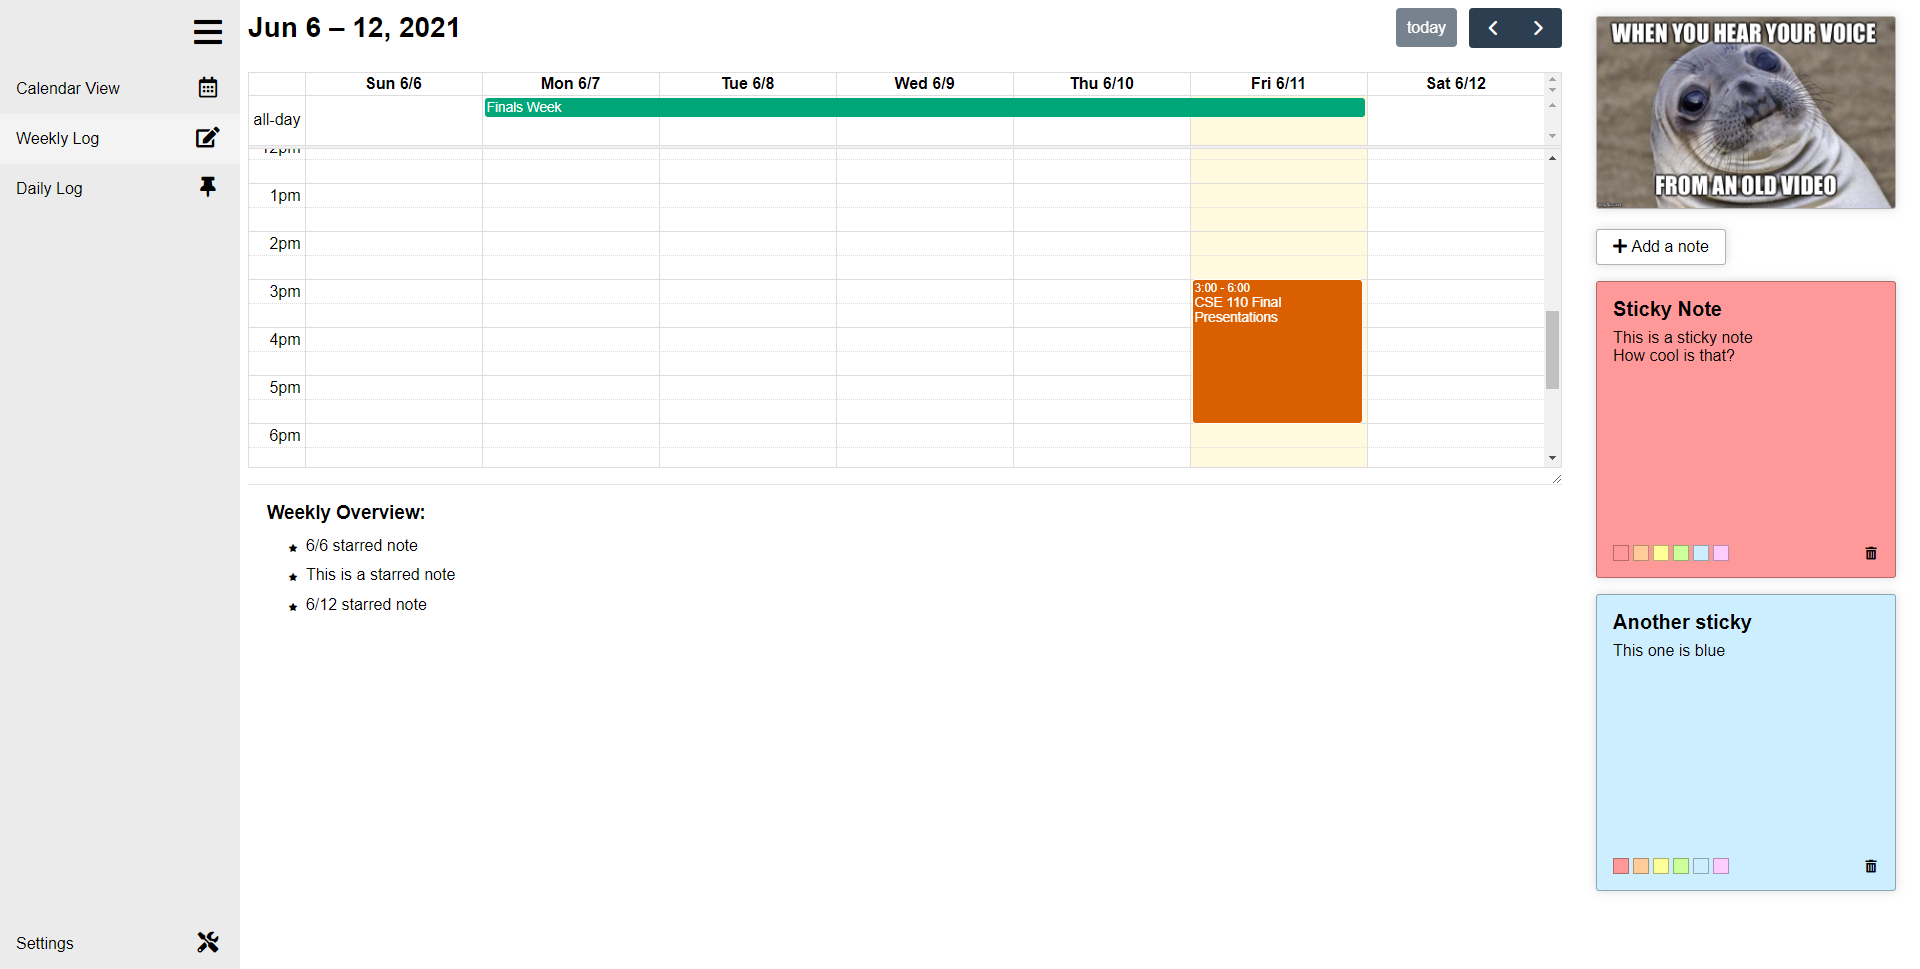 Calendar View
Weekly Log
Daily Log
Settings
Jun 6 – 12, 2021
today
Sun 6/6
Mon 6/7
Tue 6/8
Wed 6/9
Thu 6/10
Fri 6/11
Sat 6/12
all-day
Finals Week
12pm
1pm
2pm
3pm
4pm
5pm
6pm
3:00 - 6:00
CSE 110 Final
Presentations
Weekly Overview:
6/6 starred note
This is a starred note
6/12 starred note
WHEN YOU HEAR YOUR VOICE
FROM AN OLD VIDEO
Add a note
Sticky Note
This is a sticky note
How cool is that?
Another sticky
This one is blue